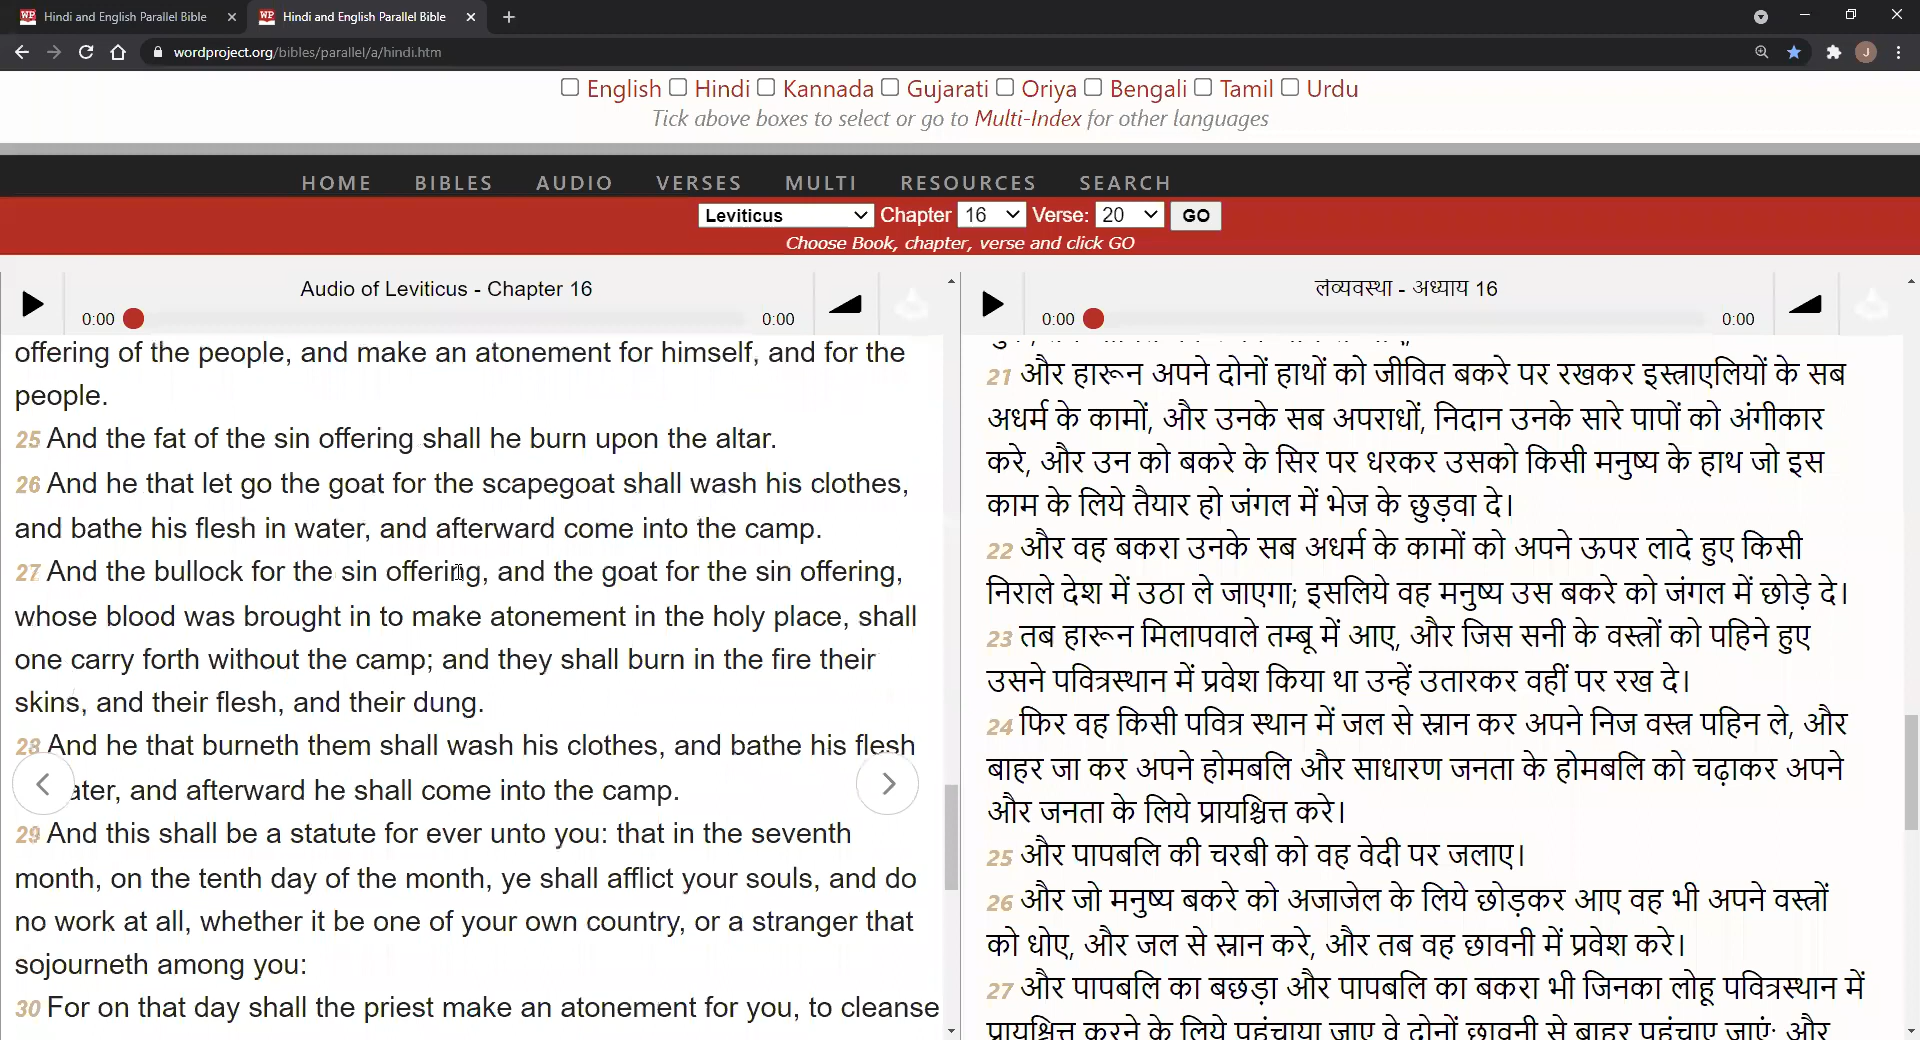 Hindi and English Parallel Bible
Hindi and English Parallel Bible
wordproject.org/bibles/parallel/a/hindi.htm
J
English Hindi Kannada Gujarati Oriya Bengali Tamil Urdu
Tick above boxes to select or go to Multi-Index for other languages
HOME BIBLES AUDIO VERSES MULTI RESOURCES SEARCH
Leviticus Chapter 16 Verse: 20 GO
Choose Book, chapter, verse and click GO
Audio of Leviticus - Chapter 16
0:00 0:00
offering of the people, and make an atonement for himself, and for the
people.
25 And the fat of the sin offering shall he burn upon the altar.
26 And he that let go the goat for the scapegoat shall wash his clothes,
and bathe his flesh in water, and afterward come into the camp.
27 And the bullock for the sin offering, and the goat for the sin offering,
whose blood was brought in to make atonement in the holy place, shall
one carry forth without the camp; and they shall burn in the fire their
skins, and their flesh, and their dung.
28 And he that burneth them shall wash his clothes, and bathe his flesh
ater, and afterward he shall come into the camp.
29 And this shall be a statute for ever unto you: that in the seventh
month, on the tenth day of the month, ye shall afflict your souls, and do
no work at all, whether it be one of your own country, or a stranger that
sojourneth among you:
30 For on that day shall the priest make an atonement for you, to cleanse
लैव्यवस्था - अध्याय 16
0:00 0:00
21 और हारून अपने दोनों हाथों को जीवित बकरे पर रखकर इस्त्राएलियों के सब
अधर्म के कामों, और उनके सब अपराधों, निदान उनके सारे पापों को अंगीकार
करे, और उन को बकरे के सिर पर धरकर उसको किसी मनुष्य के हाथ जो इस
काम के लिये तैयार हो जंगल में भेज के छुड़वा दे।
22 और वह बकरा उनके सब अधर्म के कामों को अपने ऊपर लादे हुए किसी
निराले देश में उठा ले जाएगा; इसलिये वह मनुष्य उस बकरे को जंगल में छोड़े दे।
23 तब हारून मिलापवाले तम्बू में आए, और जिस सनी के वस्त्रों को पहिने हुए
उसने पवित्रस्थान में प्रवेश किया था उन्हें उतारकर वहीं पर रख दे।
24 फिर वह किसी पवित्र स्थान में जल से स्नान कर अपने निज वस्त्र पहिन ले, और
बाहर जा कर अपने होमबलि और साधारण जनता के होमबलि को चढ़ाकर अपने
और जनता के लिये प्रायश्चित्त करे।
25 और पापबलि की चरबी को वह वेदी पर जलाए।
26 और जो मनुष्य बकरे को अजाजेल के लिये छोड़कर आए वह भी अपने वस्त्रों
को धोए, और जल से स्नान करे, और तब वह छावनी में प्रवेश करे।
27 और पापबलि का बछड़ा और पापबलि का बकरा भी जिनका लोहू पवित्रस्थान में
प्रायश्चित्त करने के लिये पहुंचाया जाए वे दोनों छावनी से बाहर पहुंचाए जाएं; और